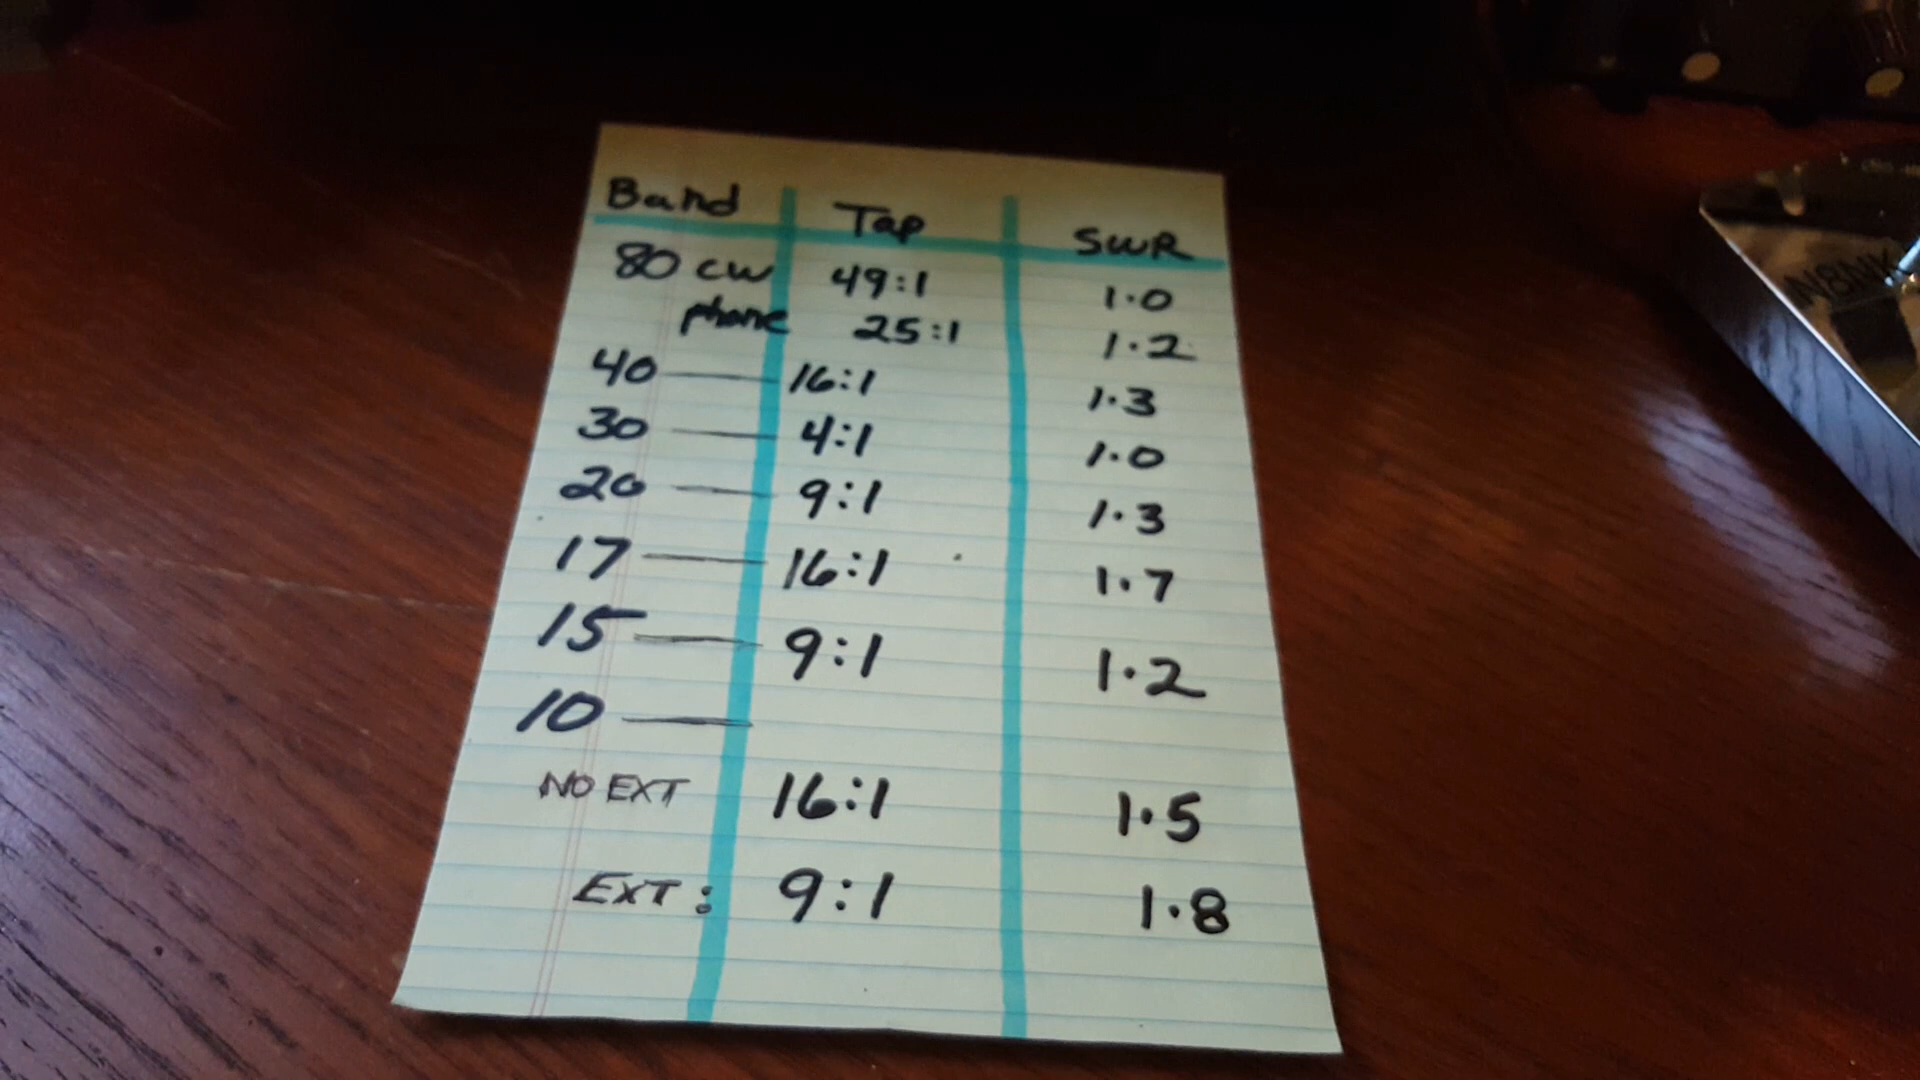 Band Tap SWR
80 cw 49:1 1.0
phone 25:1 1.2
40 — 16:1 1.3
30 — 4:1 1.0
20 — 9:1 1.3
17 — 16:1 1.7
15 — 9:1 1.2
10 —
NO EXT 16:1 1.5
EXT: 9:1 1.8
N8NK